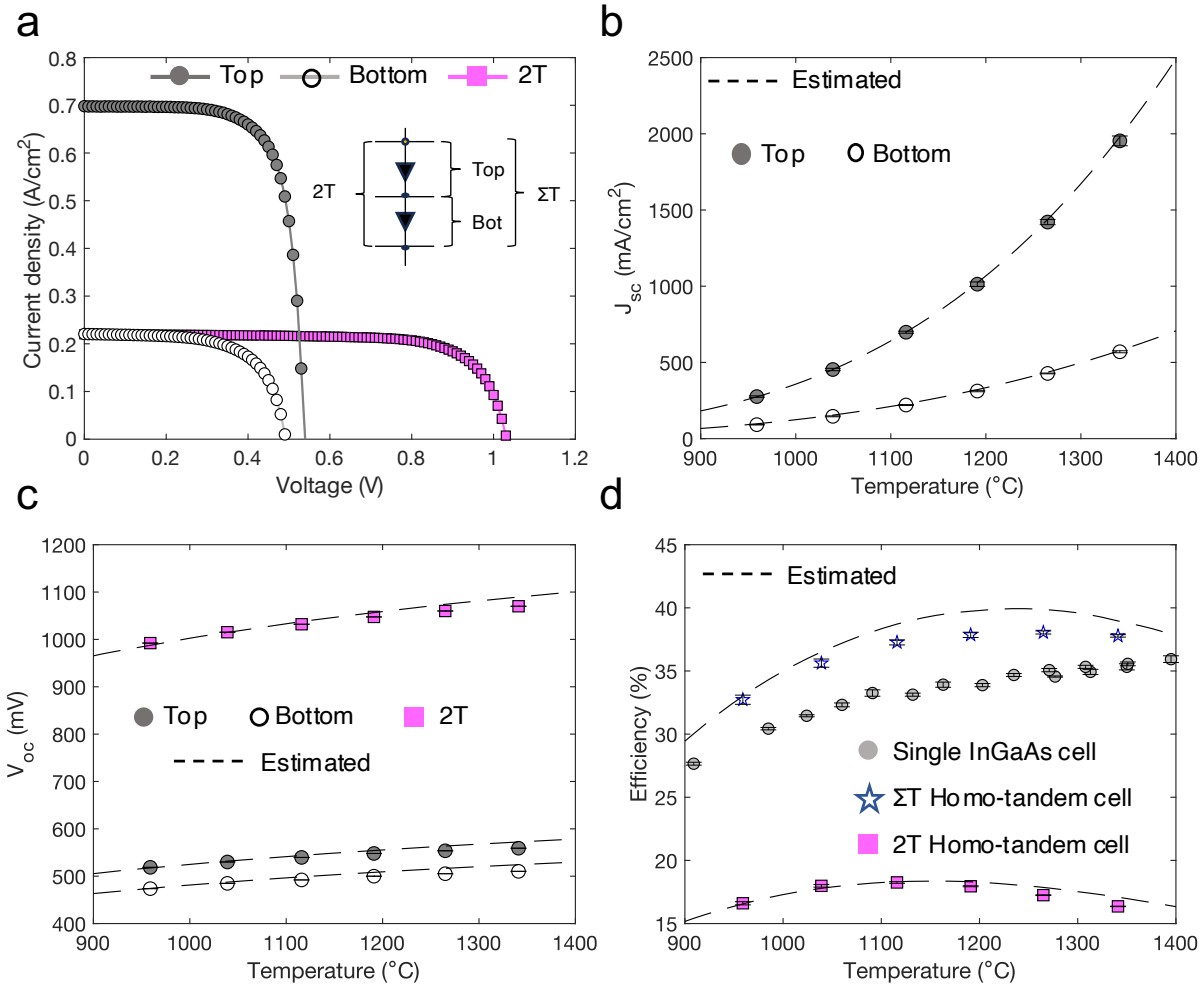 a
Top
Bottom
2T
0.8
0.7
0.6
0.5
0.4
0.3
0.2
0.1
0
Current density (A/cm²)
2T
Top
Bot
ΣT
0
0.2
0.4
0.6
0.8
1
1.2
Voltage (V)
b
Estimated
Top
Bottom
2500
2000
1500
1000
500
0
J_sc (mA/cm²)
900
1000
1100
1200
1300
1400
Temperature (°C)
c
1200
1100
1000
900
800
700
600
500
400
V_oc (mV)
Top
Bottom
2T
Estimated
900
1000
1100
1200
1300
1400
Temperature (°C)
d
Estimated
45
40
35
30
25
20
15
Efficiency (%)
Single InGaAs cell
ΣT Homo-tandem cell
2T Homo-tandem cell
900
1000
1100
1200
1300
1400
Temperature (°C)